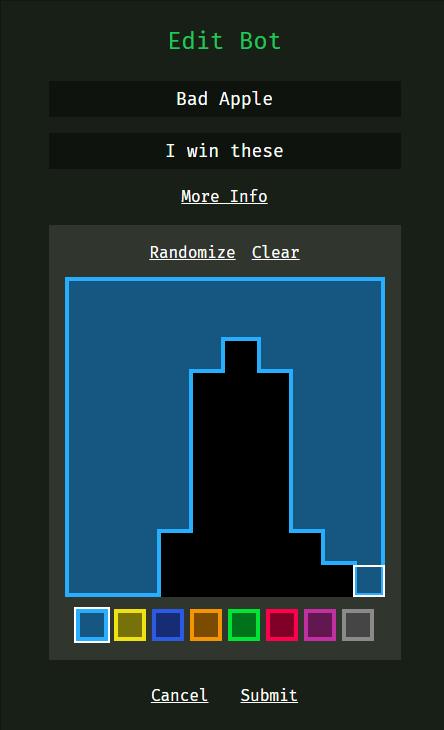 Edit Bot
Bad Apple
I win these
More Info
Randomize Clear
Cancel Submit